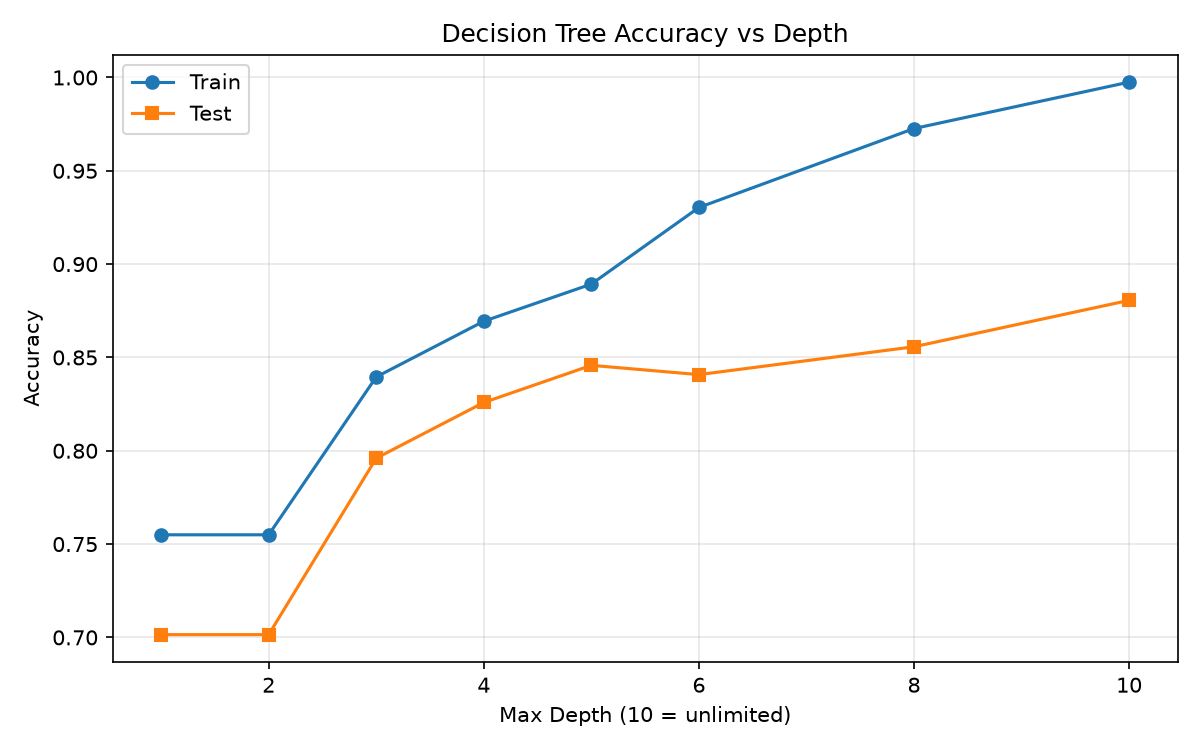 Decision Tree Accuracy vs Depth
Train
Test
Accuracy
1.00
0.95
0.90
0.85
0.80
0.75
0.70
2 4 6 8 10
Max Depth (10 = unlimited)